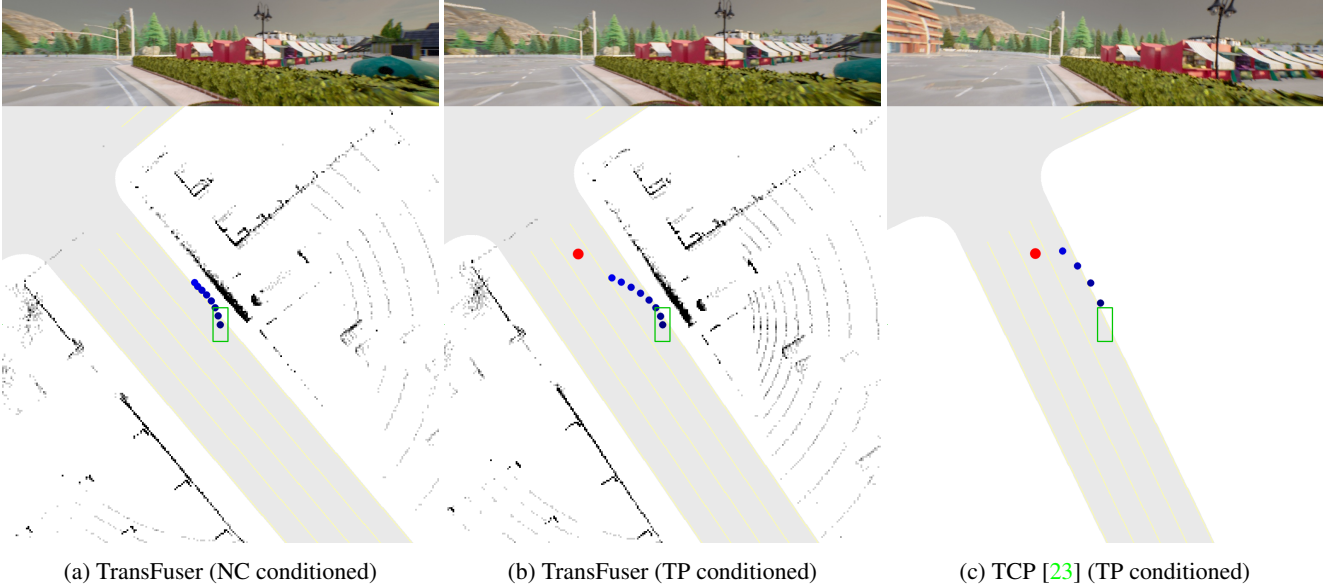 (a) TransFuser (NC conditioned)
(b) TransFuser (TP conditioned)
(c) TCP [23] (TP conditioned)